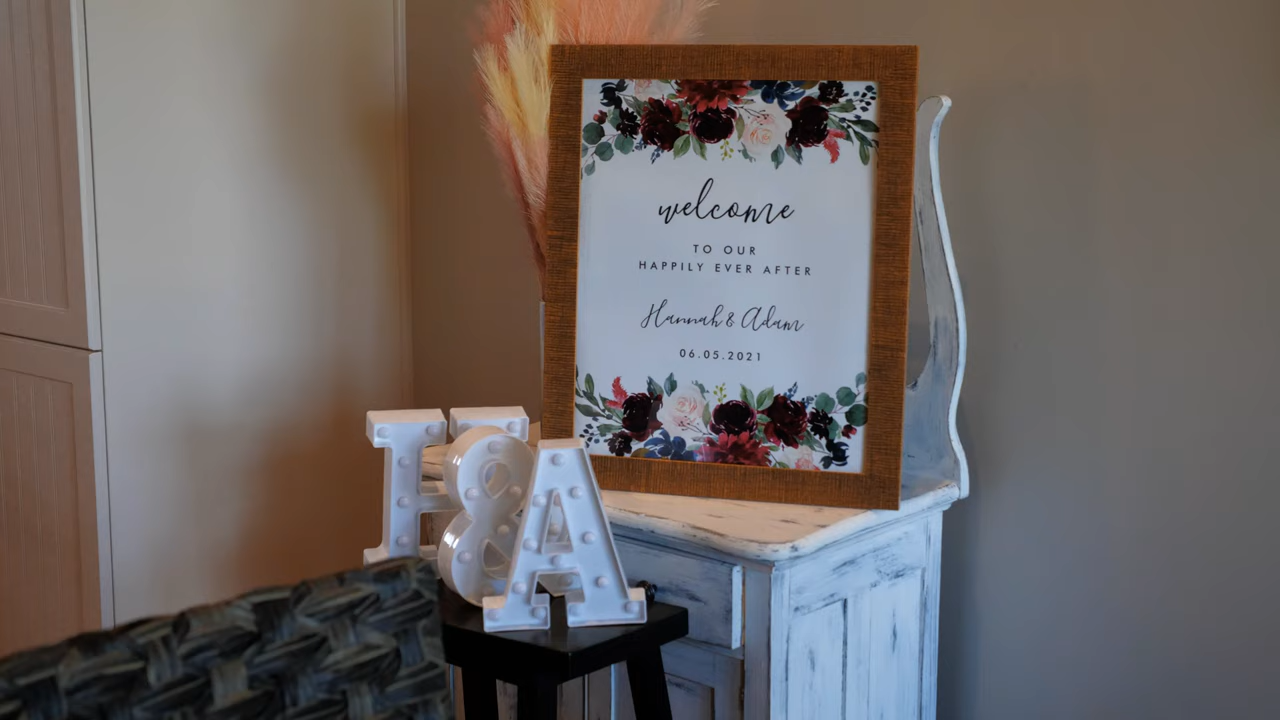 welcome
TO OUR
HAPPILY EVER AFTER
Hannah & Adam
06.05.2021
H&A